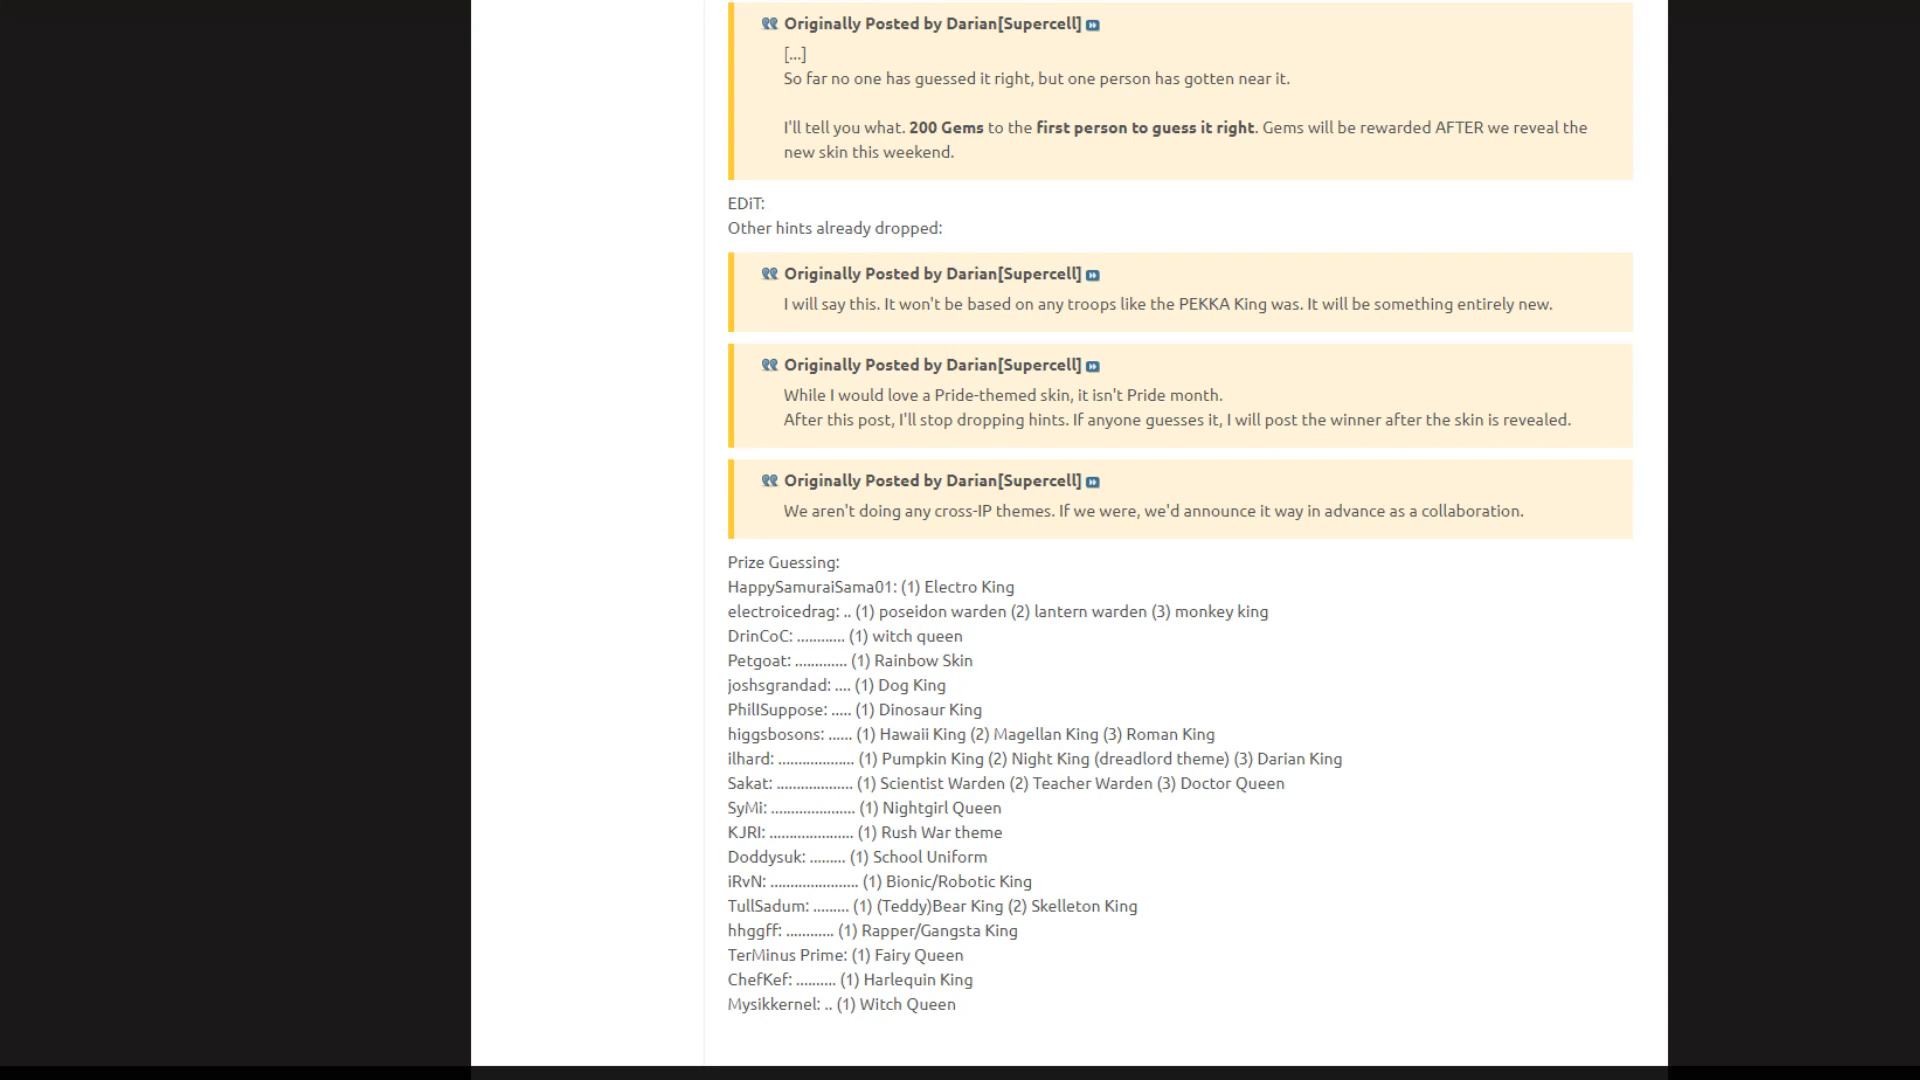 Originally Posted by Darian[Supercell]
[...]
So far no one has guessed it right, but one person has gotten near it.
I'll tell you what. 200 Gems to the first person to guess it right. Gems will be rewarded AFTER we reveal the
new skin this weekend.
EDiT:
Other hints already dropped:
Originally Posted by Darian[Supercell]
I will say this. It won't be based on any troops like the PEKKA King was. It will be something entirely new.
Originally Posted by Darian[Supercell]
While I would love a Pride-themed skin, it isn't Pride month.
After this post, I'll stop dropping hints. If anyone guesses it, I will post the winner after the skin is revealed.
Originally Posted by Darian[Supercell]
We aren't doing any cross-IP themes. If we were, we'd announce it way in advance as a collaboration.
Prize Guessing:
HappySamuraiSama01: (1) Electro King
electroicedrag: .. (1) poseidon warden (2) lantern warden (3) monkey king
DrinCoC: ............ (1) witch queen
Petgoat: ............. (1) Rainbow Skin
joshsgrandad: .... (1) Dog King
PhilISuppose: ..... (1) Dinosaur King
higgsbosons: ...... (1) Hawaii King (2) Magellan King (3) Roman King
ilhard: ................... (1) Pumpkin King (2) Night King (dreadlord theme) (3) Darian King
Sakat: ................... (1) Scientist Warden (2) Teacher Warden (3) Doctor Queen
SyMi: ..................... (1) Nightgirl Queen
KJRI: ..................... (1) Rush War theme
Doddysuk: ......... (1) School Uniform
iRvN: ...................... (1) Bionic/Robotic King
TullSadum: ......... (1) (Teddy)Bear King (2) Skelleton King
hhggff: ............ (1) Rapper/Gangsta King
TerMinus Prime: (1) Fairy Queen
ChefKef: .......... (1) Harlequin King
Mysikkernel: .. (1) Witch Queen